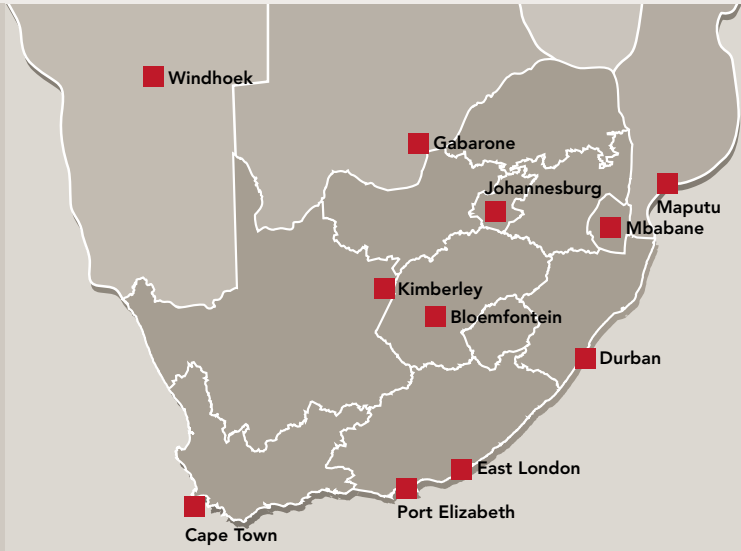 Windhoek
Gabarone
Johannesburg
Maputu
Mbabane
Kimberley
Bloemfontein
Durban
East London
Port Elizabeth
Cape Town